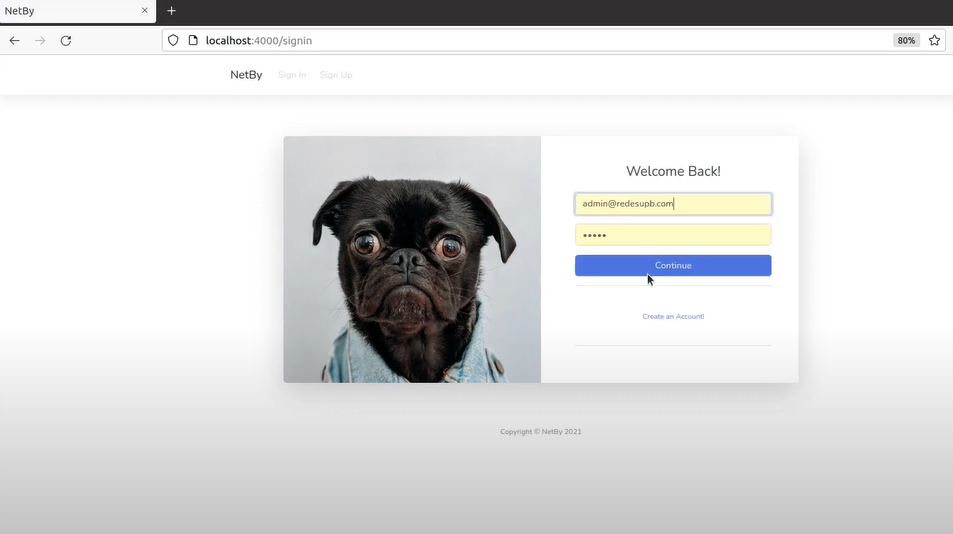 NetBy
localhost:4000/signin
80%
NetBy Sign In Sign Up
Welcome Back!
admin@redesupb.com
•••••
Continue
Create an Account!
Copyright © NetBy 2021